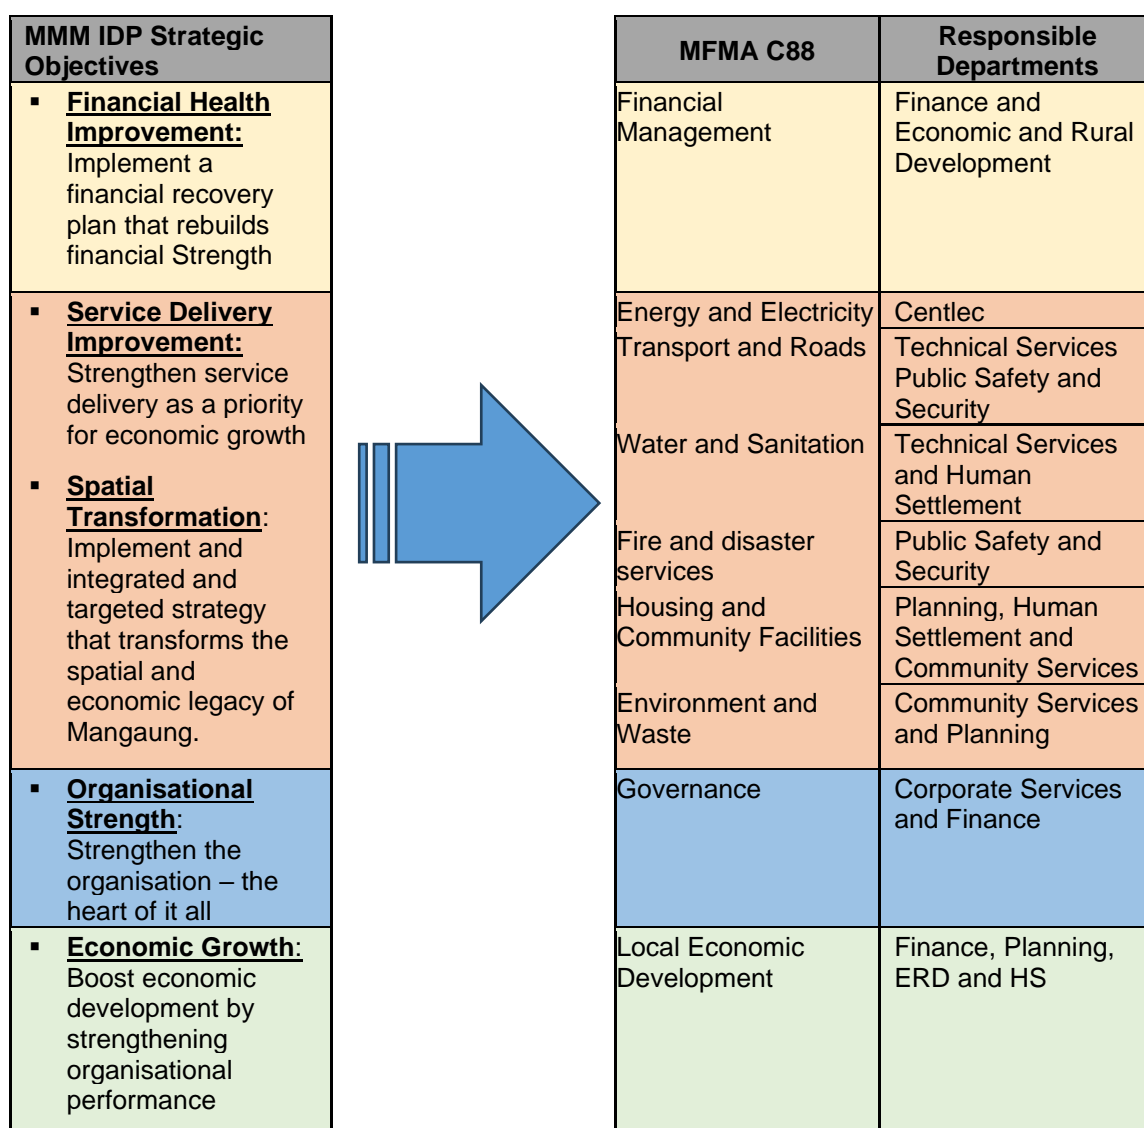 MMM IDP Strategic
Objectives
▪ Financial Health
Improvement:
Implement a
financial recovery
plan that rebuilds
financial Strength
▪ Service Delivery
Improvement:
Strengthen service
delivery as a priority
for economic growth
▪ Spatial
Transformation:
Implement and
integrated and
targeted strategy
that transforms the
spatial and
economic legacy of
Mangaung.
▪ Organisational
Strength:
Strengthen the
organisation – the
heart of it all
▪ Economic Growth:
Boost economic
development by
strengthening
organisational
performance
MFMA C88
Responsible
Departments
Financial
Management
Finance and
Economic and Rural
Development
Energy and Electricity
Centlec
Transport and Roads
Technical Services
Public Safety and
Security
Water and Sanitation
Technical Services
and Human
Settlement
Fire and disaster
services
Public Safety and
Security
Housing and
Community Facilities
Planning, Human
Settlement and
Community Services
Environment and
Waste
Community Services
and Planning
Governance
Corporate Services
and Finance
Local Economic
Development
Finance, Planning,
ERD and HS